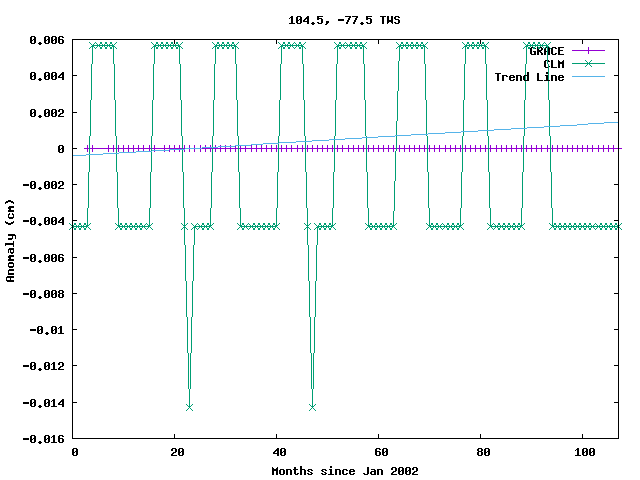 104.5, -77.5 TWS
0.006
0.004
0.002
0
-0.002
-0.004
-0.006
-0.008
-0.01
-0.012
-0.014
-0.016
Anomaly (cm)
GRACE
CLM
Trend Line
0 20 40 60 80 100
Months since Jan 2002